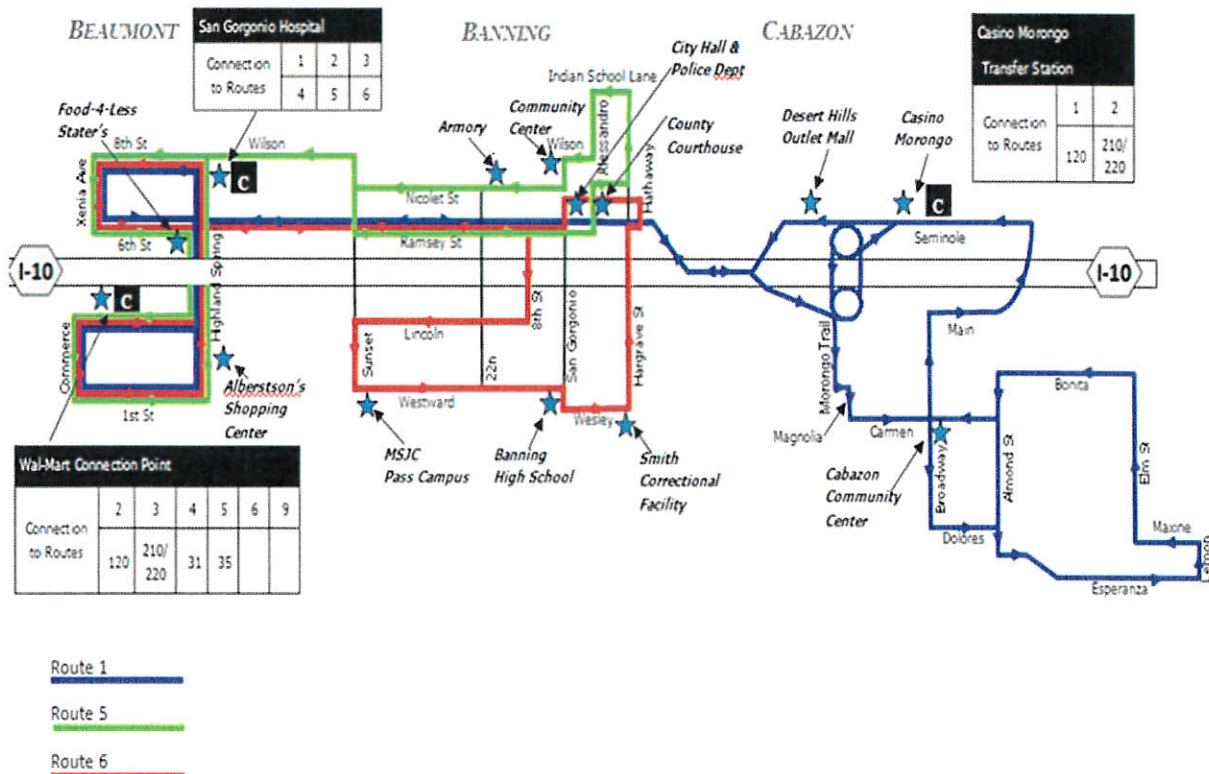 BEAUMONT
BANNING
CABAZON
San Gorgonio Hospital
Connection to Routes
1 2 3
4 5 6
Casino Morongo
Transfer Station
Connection to Routes
1 2
120 210/220
City Hall &
Police Dept
Indian School Lane
Food-4-Less
Stater's
Community
Center
Armory
County
Courthouse
Desert Hills
Outlet Mall
Casino
Morongo
8th St
Wilson
Wilson
Alessandro
Hathaway
Xenia Ave
C
C
Nicolet St
6th St
Ramsey St
Seminole
I-10
I-10
Highland Spring
C
8th St
San Gorgonio
Hargrave St
Commerce
Sunset
Lincoln
22n
Main
Morongo Trail
Bonita
1st St
Alberstson's
Shopping
Center
Westward
Wesley
Magnolia
Carmen
Broadway
Almond St
Elm St
MSJC
Pass Campus
Banning
High School
Smith
Correctional
Facility
Cabazon
Community
Center
Dolores
Maxine
Esperanza
Wal-Mart Connection Point
Connection to Routes
2 3 4 5 6 9
120 210/220 31 35
Route 1
Route 5
Route 6